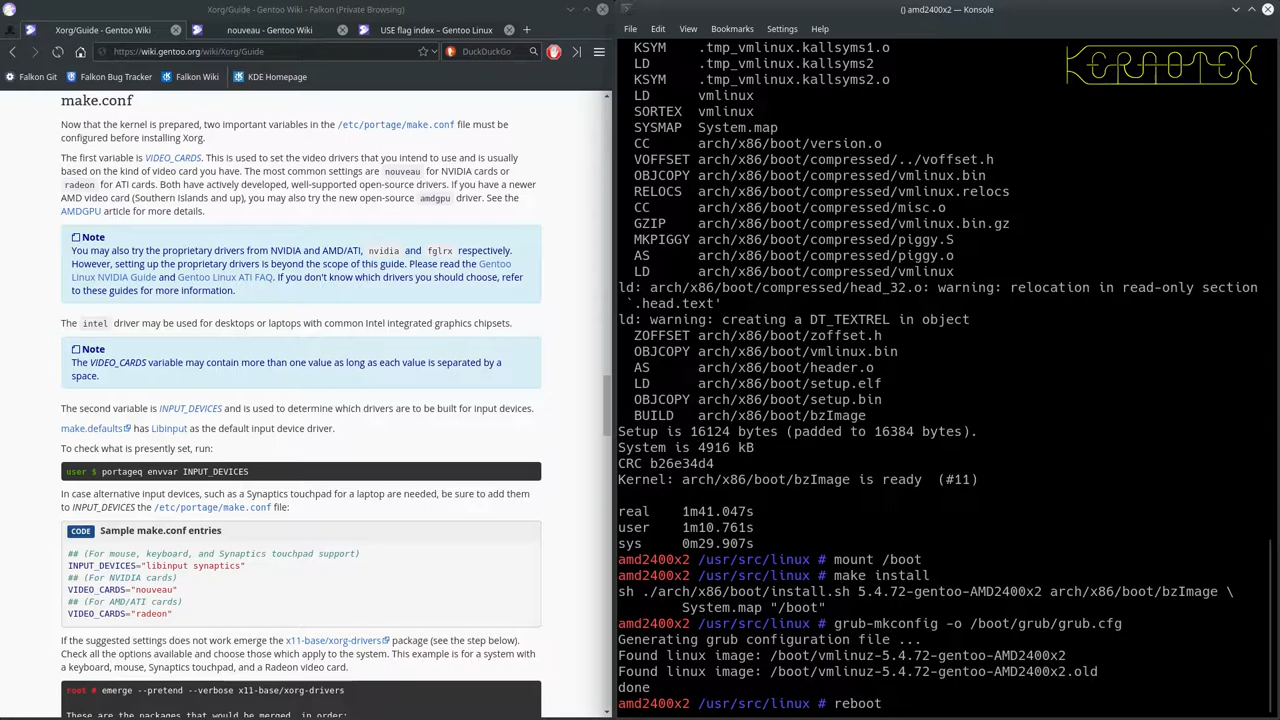 Xorg/Guide - Gentoo Wiki - Falkon (Private Browsing)
Xorg/Guide - Gentoo Wiki
nouveau - Gentoo Wiki
USE flag index – Gentoo Linux
https://wiki.gentoo.org/wiki/Xorg/Guide
DuckDuckGo
Falkon Git
Falkon Bug Tracker
Falkon Wiki
KDE Homepage
make.conf
Now that the kernel is prepared, two important variables in the /etc/portage/make.conf file must be
configured before installing Xorg.
The first variable is VIDEO_CARDS. This is used to set the video drivers that you intend to use and is usually
based on the kind of video card you have. The most common settings are nouveau for NVIDIA cards or
radeon for ATI cards. Both have actively developed, well-supported open-source drivers. If you have a newer
AMD video card (Southern Islands and up), you may also try the new open-source amdgpu driver. See the
AMDGPU article for more details.
Note
You may also try the proprietary drivers from NVIDIA and AMD/ATI, nvidia and fglrx respectively.
However, setting up the proprietary drivers is beyond the scope of this guide. Please read the Gentoo
Linux NVIDIA Guide and Gentoo Linux ATI FAQ. If you don't know which drivers you should choose, refer
to these guides for more information.
The intel driver may be used for desktops or laptops with common Intel integrated graphics chipsets.
Note
The VIDEO_CARDS variable may contain more than one value as long as each value is separated by a
space.
The second variable is INPUT_DEVICES and is used to determine which drivers are to be built for input devices.
make.defaults has Libinput as the default input device driver.
To check what is presently set, run:
user $ portageq envvar INPUT_DEVICES
In case alternative input devices, such as a Synaptics touchpad for a laptop are needed, be sure to add them
to INPUT_DEVICES the /etc/portage/make.conf file:
CODE Sample make.conf entries
## (For mouse, keyboard, and Synaptics touchpad support)
INPUT_DEVICES="libinput synaptics"
## (For NVIDIA cards)
VIDEO_CARDS="nouveau"
## (For AMD/ATI cards)
VIDEO_CARDS="radeon"
If the suggested settings does not work emerge the x11-base/xorg-drivers package (see the step below).
Check all the options available and choose those which apply to the system. This example is for a system with
a keyboard, mouse, Synaptics touchpad, and a Radeon video card.
root # emerge --pretend --verbose x11-base/xorg-drivers
These are the packages that would be merged, in order:
() amd2400x2 — Konsole
File Edit View Bookmarks Settings Help
KERAOTEX
KSYM .tmp_vmlinux.kallsyms1.o
LD .tmp_vmlinux.kallsyms2
KSYM .tmp_vmlinux.kallsyms2.o
LD vmlinux
SORTEX vmlinux
SYSMAP System.map
CC arch/x86/boot/version.o
VOFFSET arch/x86/boot/compressed/../voffset.h
OBJCOPY arch/x86/boot/compressed/vmlinux.bin
RELOCS arch/x86/boot/compressed/vmlinux.relocs
CC arch/x86/boot/compressed/misc.o
GZIP arch/x86/boot/compressed/vmlinux.bin.gz
MKPIGGY arch/x86/boot/compressed/piggy.S
AS arch/x86/boot/compressed/piggy.o
LD arch/x86/boot/compressed/vmlinux
ld: arch/x86/boot/compressed/head_32.o: warning: relocation in read-only section
`.head.text'
ld: warning: creating a DT_TEXTREL in object
ZOFFSET arch/x86/boot/zoffset.h
OBJCOPY arch/x86/boot/vmlinux.bin
AS arch/x86/boot/header.o
LD arch/x86/boot/setup.elf
OBJCOPY arch/x86/boot/setup.bin
BUILD arch/x86/boot/bzImage
Setup is 16124 bytes (padded to 16384 bytes).
System is 4916 kB
CRC b26e34d4
Kernel: arch/x86/boot/bzImage is ready (#11)
real 1m41.047s
user 1m10.761s
sys 0m29.907s
amd2400x2 /usr/src/linux # mount /boot
amd2400x2 /usr/src/linux # make install
sh ./arch/x86/boot/install.sh 5.4.72-gentoo-AMD2400x2 arch/x86/boot/bzImage \
System.map "/boot"
amd2400x2 /usr/src/linux # grub-mkconfig -o /boot/grub/grub.cfg
Generating grub configuration file ...
Found linux image: /boot/vmlinuz-5.4.72-gentoo-AMD2400x2
Found linux image: /boot/vmlinuz-5.4.72-gentoo-AMD2400x2.old
done
amd2400x2 /usr/src/linux # reboot